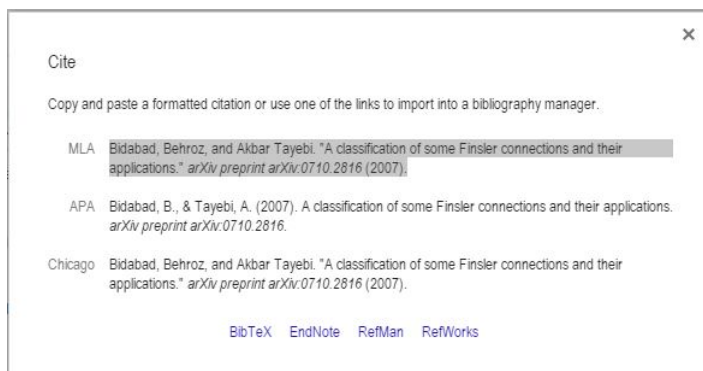 Cite
Copy and paste a formatted citation or use one of the links to import into a bibliography manager.
MLA Bidabad, Behroz, and Akbar Tayebi. "A classification of some Finsler connections and their
applications." arXiv preprint arXiv:0710.2816 (2007).
APA Bidabad, B., & Tayebi, A. (2007). A classification of some Finsler connections and their applications.
arXiv preprint arXiv:0710.2816.
Chicago Bidabad, Behroz, and Akbar Tayebi. "A classification of some Finsler connections and their
applications." arXiv preprint arXiv:0710.2816 (2007).
BibTeX EndNote RefMan RefWorks